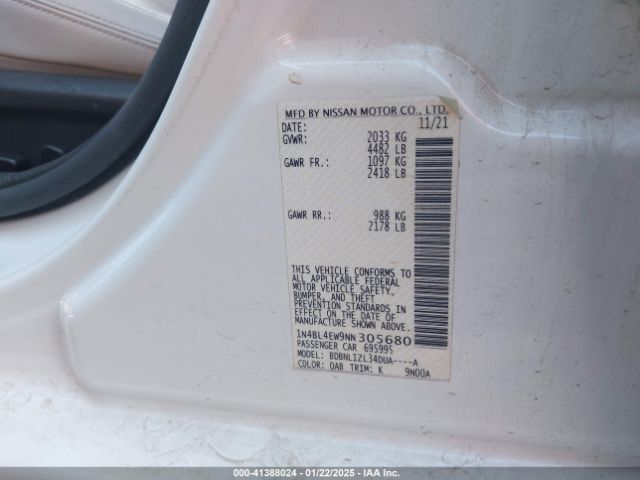 MFD BY NISSAN MOTOR CO., LTD.
DATE: 11/21
GVWR: 2033 KG
4482 LB
GAWR FR.: 1097 KG
2418 LB
GAWR RR.: 988 KG
2178 LB
THIS VEHICLE CONFORMS TO
ALL APPLICABLE FEDERAL
MOTOR VEHICLE SAFETY,
BUMPER, AND THEFT
PREVENTION STANDARDS IN
EFFECT ON THE DATE OF
MANUFACTURE SHOWN ABOVE.
1N4BL4EW9NN305680
PASSENGER CAR 695995
MODEL: BDBNLIZL34DUA-----A
COLOR: QAB TRIM: K 9N00A
000-41388024 | 01/22/2025 - IAA Inc.